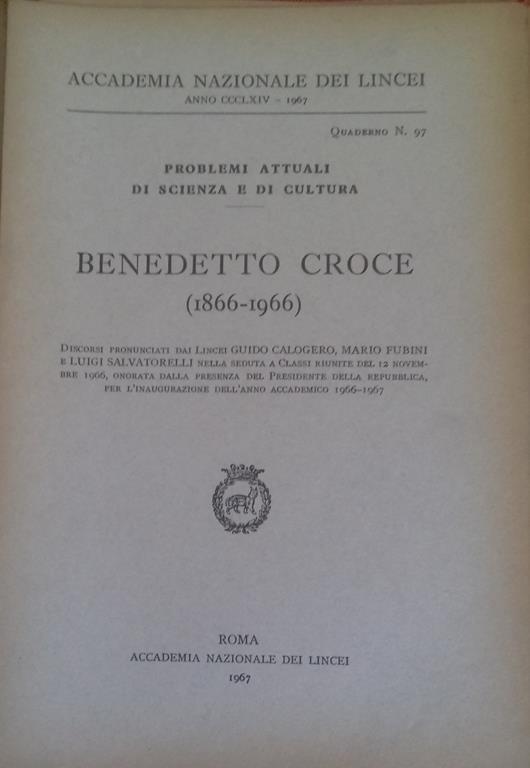 ACCADEMIA NAZIONALE DEI LINCEI
ANNO CCCLXIV - 1967
QUADERNO N. 97
PROBLEMI ATTUALI
DI SCIENZA E DI CULTURA
BENEDETTO CROCE
(1866-1966)
DISCORSI PRONUNCIATI DAI LINCEI GUIDO CALOGERO, MARIO FUBINI
E LUIGI SALVATORELLI NELLA SEDUTA A CLASSI RIUNITE DEL 12 NOVEM-
BRE 1966, ONORATA DALLA PRESENZA DEL PRESIDENTE DELLA REPUBBLICA,
PER L'INAUGURAZIONE DELL'ANNO ACCADEMICO 1966-1967
ROMA
ACCADEMIA NAZIONALE DEI LINCEI
1967